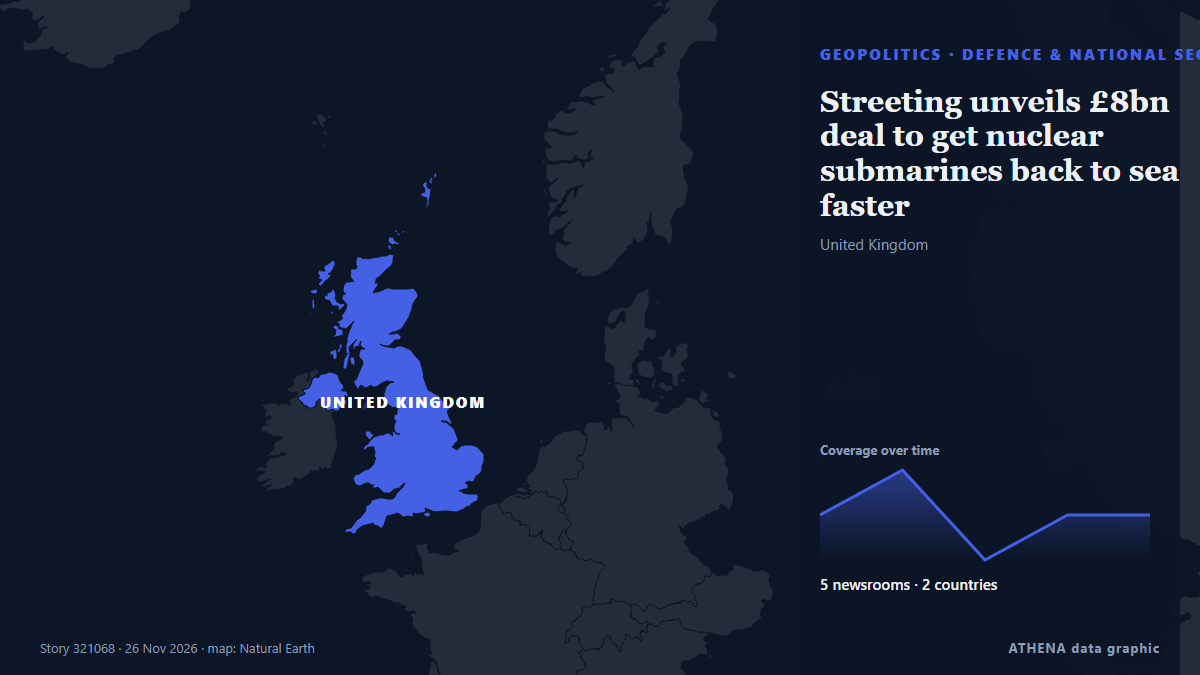 GEOPOLITICS · DEFENCE & NATIONAL
Streeting unveils £8bn
deal to get nuclear
submarines back to sea
faster
United Kingdom
UNITED KINGDOM
Coverage over time
5 newsrooms · 2 countries
Story 321068 · 26 Nov 2026 · map: Natural Earth
ATHENA data graphic